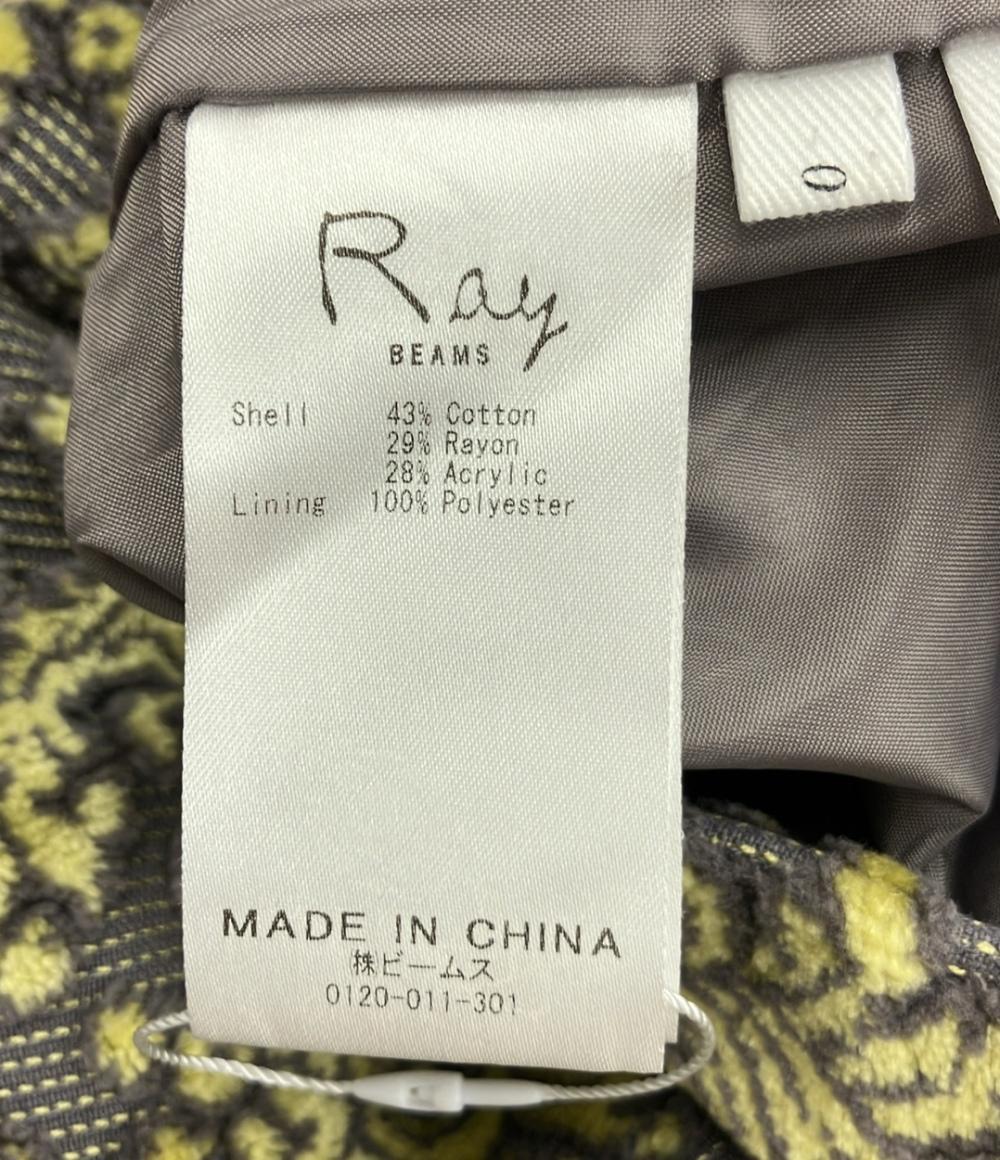 Ray
BEAMS
Shell 43% Cotton
29% Rayon
28% Acrylic
Lining 100% Polyester
MADE IN CHINA
株ビームス
0120-011-301
0